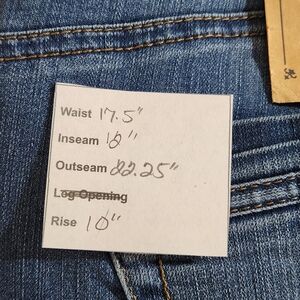 Waist 17.5"
Inseam 12"
Outseam 22.25"
Leg Opening
Rise 10"